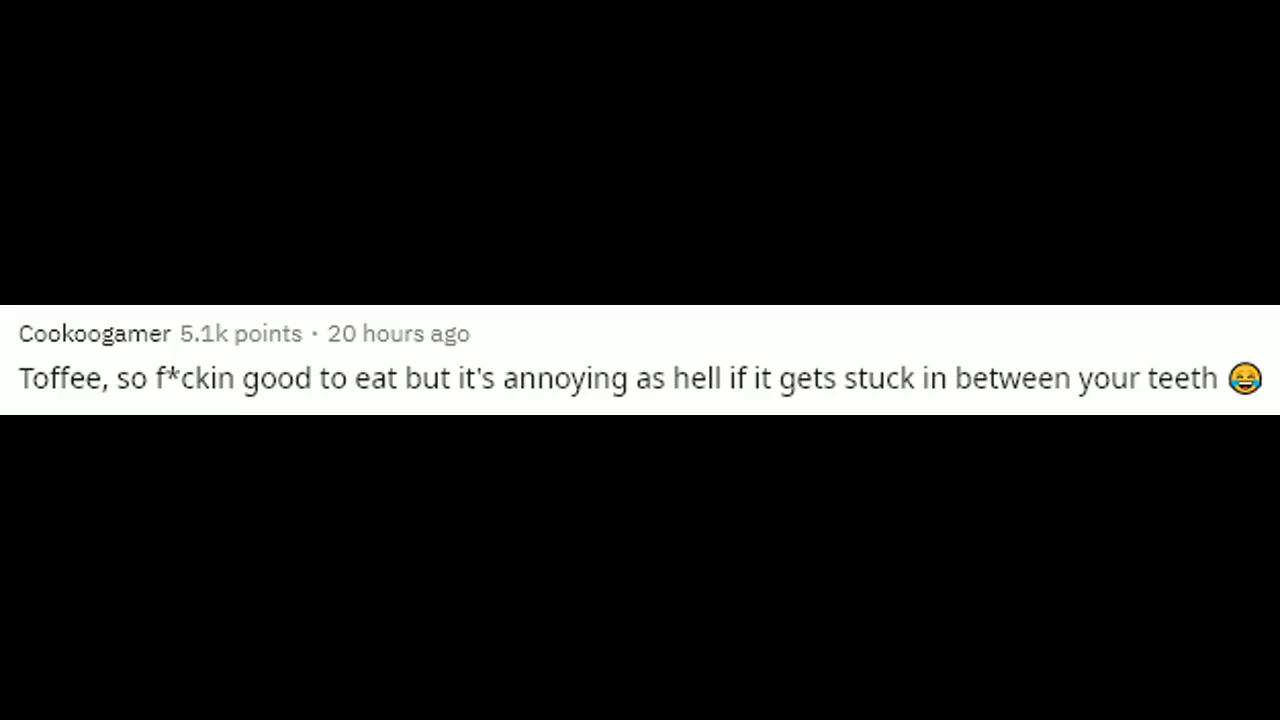 Cookoogamer 5.1k points · 20 hours ago
Toffee, so f*ckin good to eat but it's annoying as hell if it gets stuck in between your teeth 😂